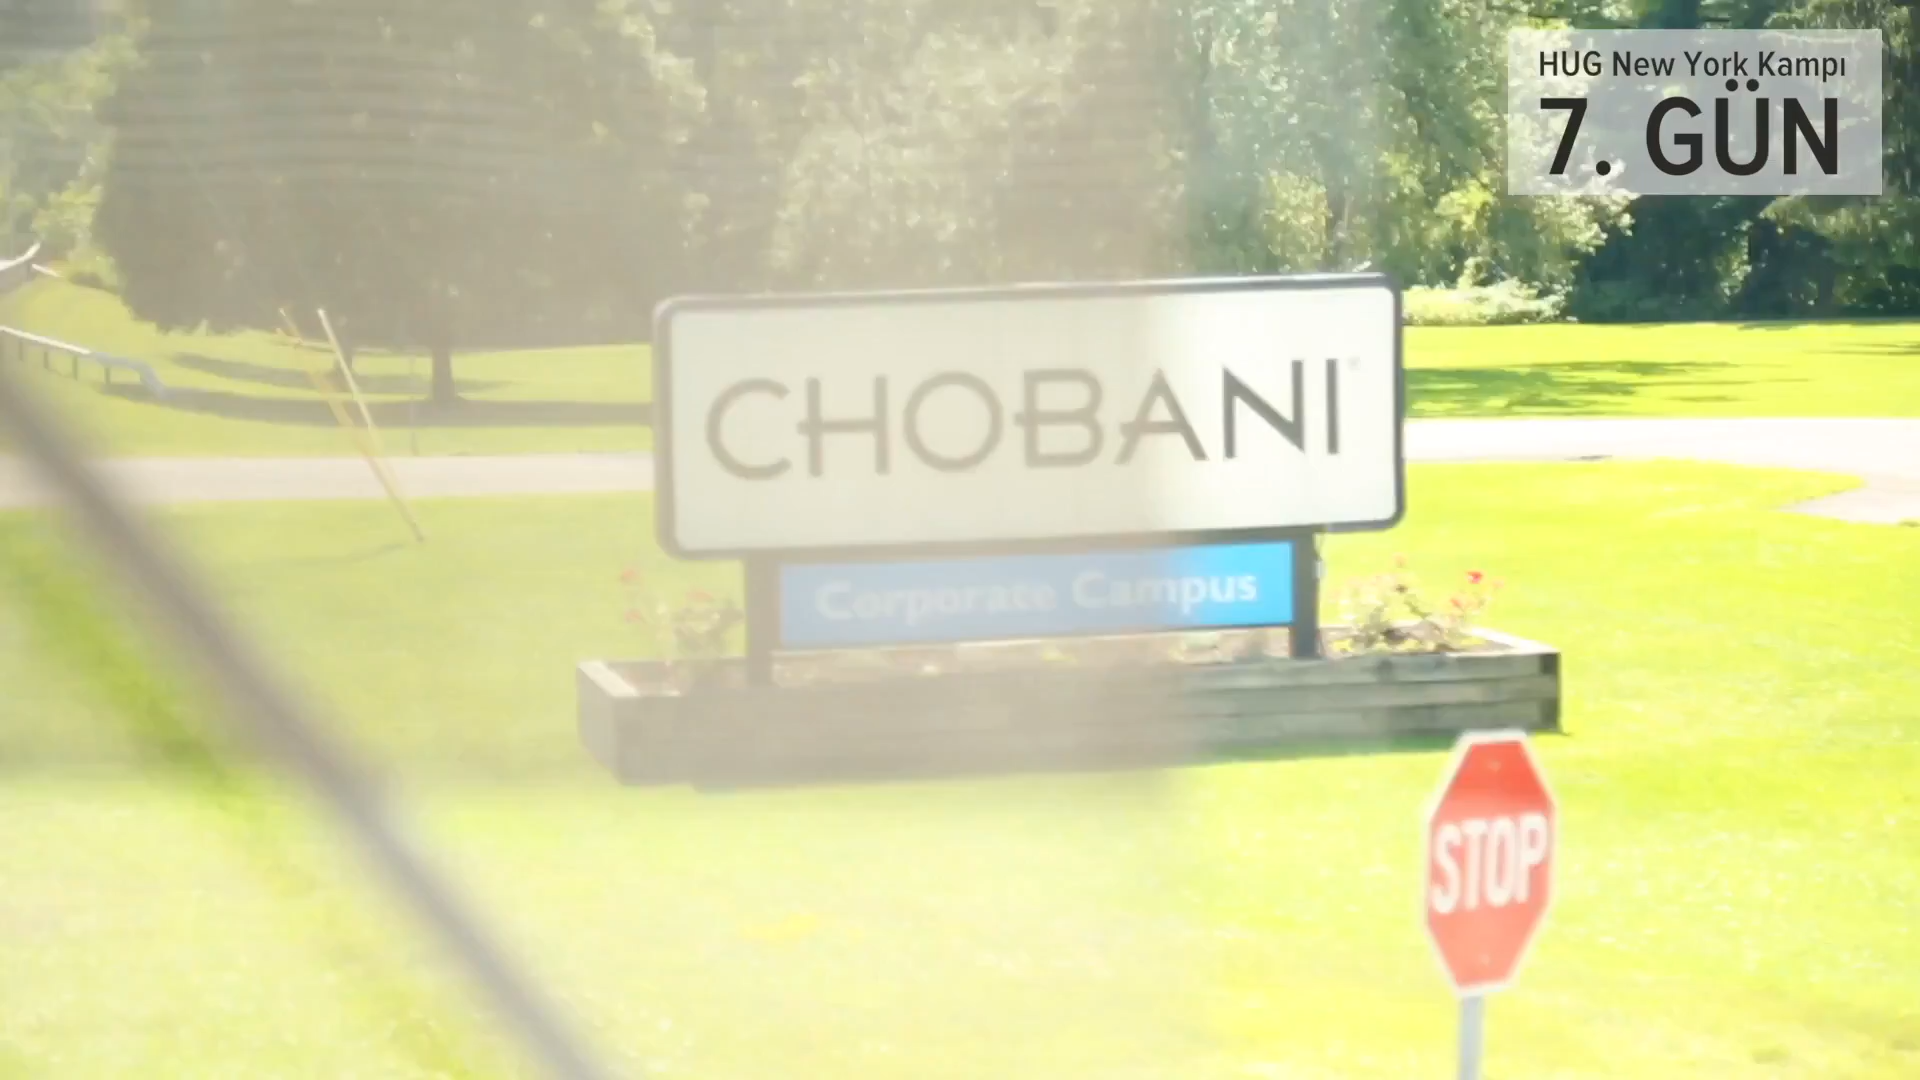 HUG New York Kampı
7. GÜN
CHOBANI
Corporate Campus
STOP